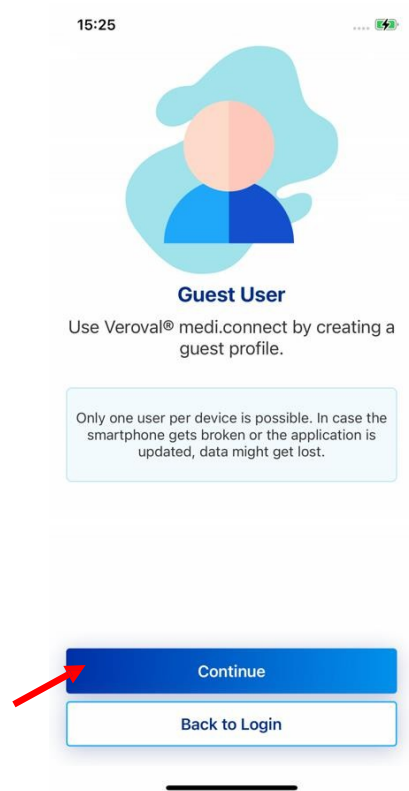 15:25
Guest User
Use Veroval® medi.connect by creating a
guest profile.
Only one user per device is possible. In case the
smartphone gets broken or the application is
updated, data might get lost.
Continue
Back to Login